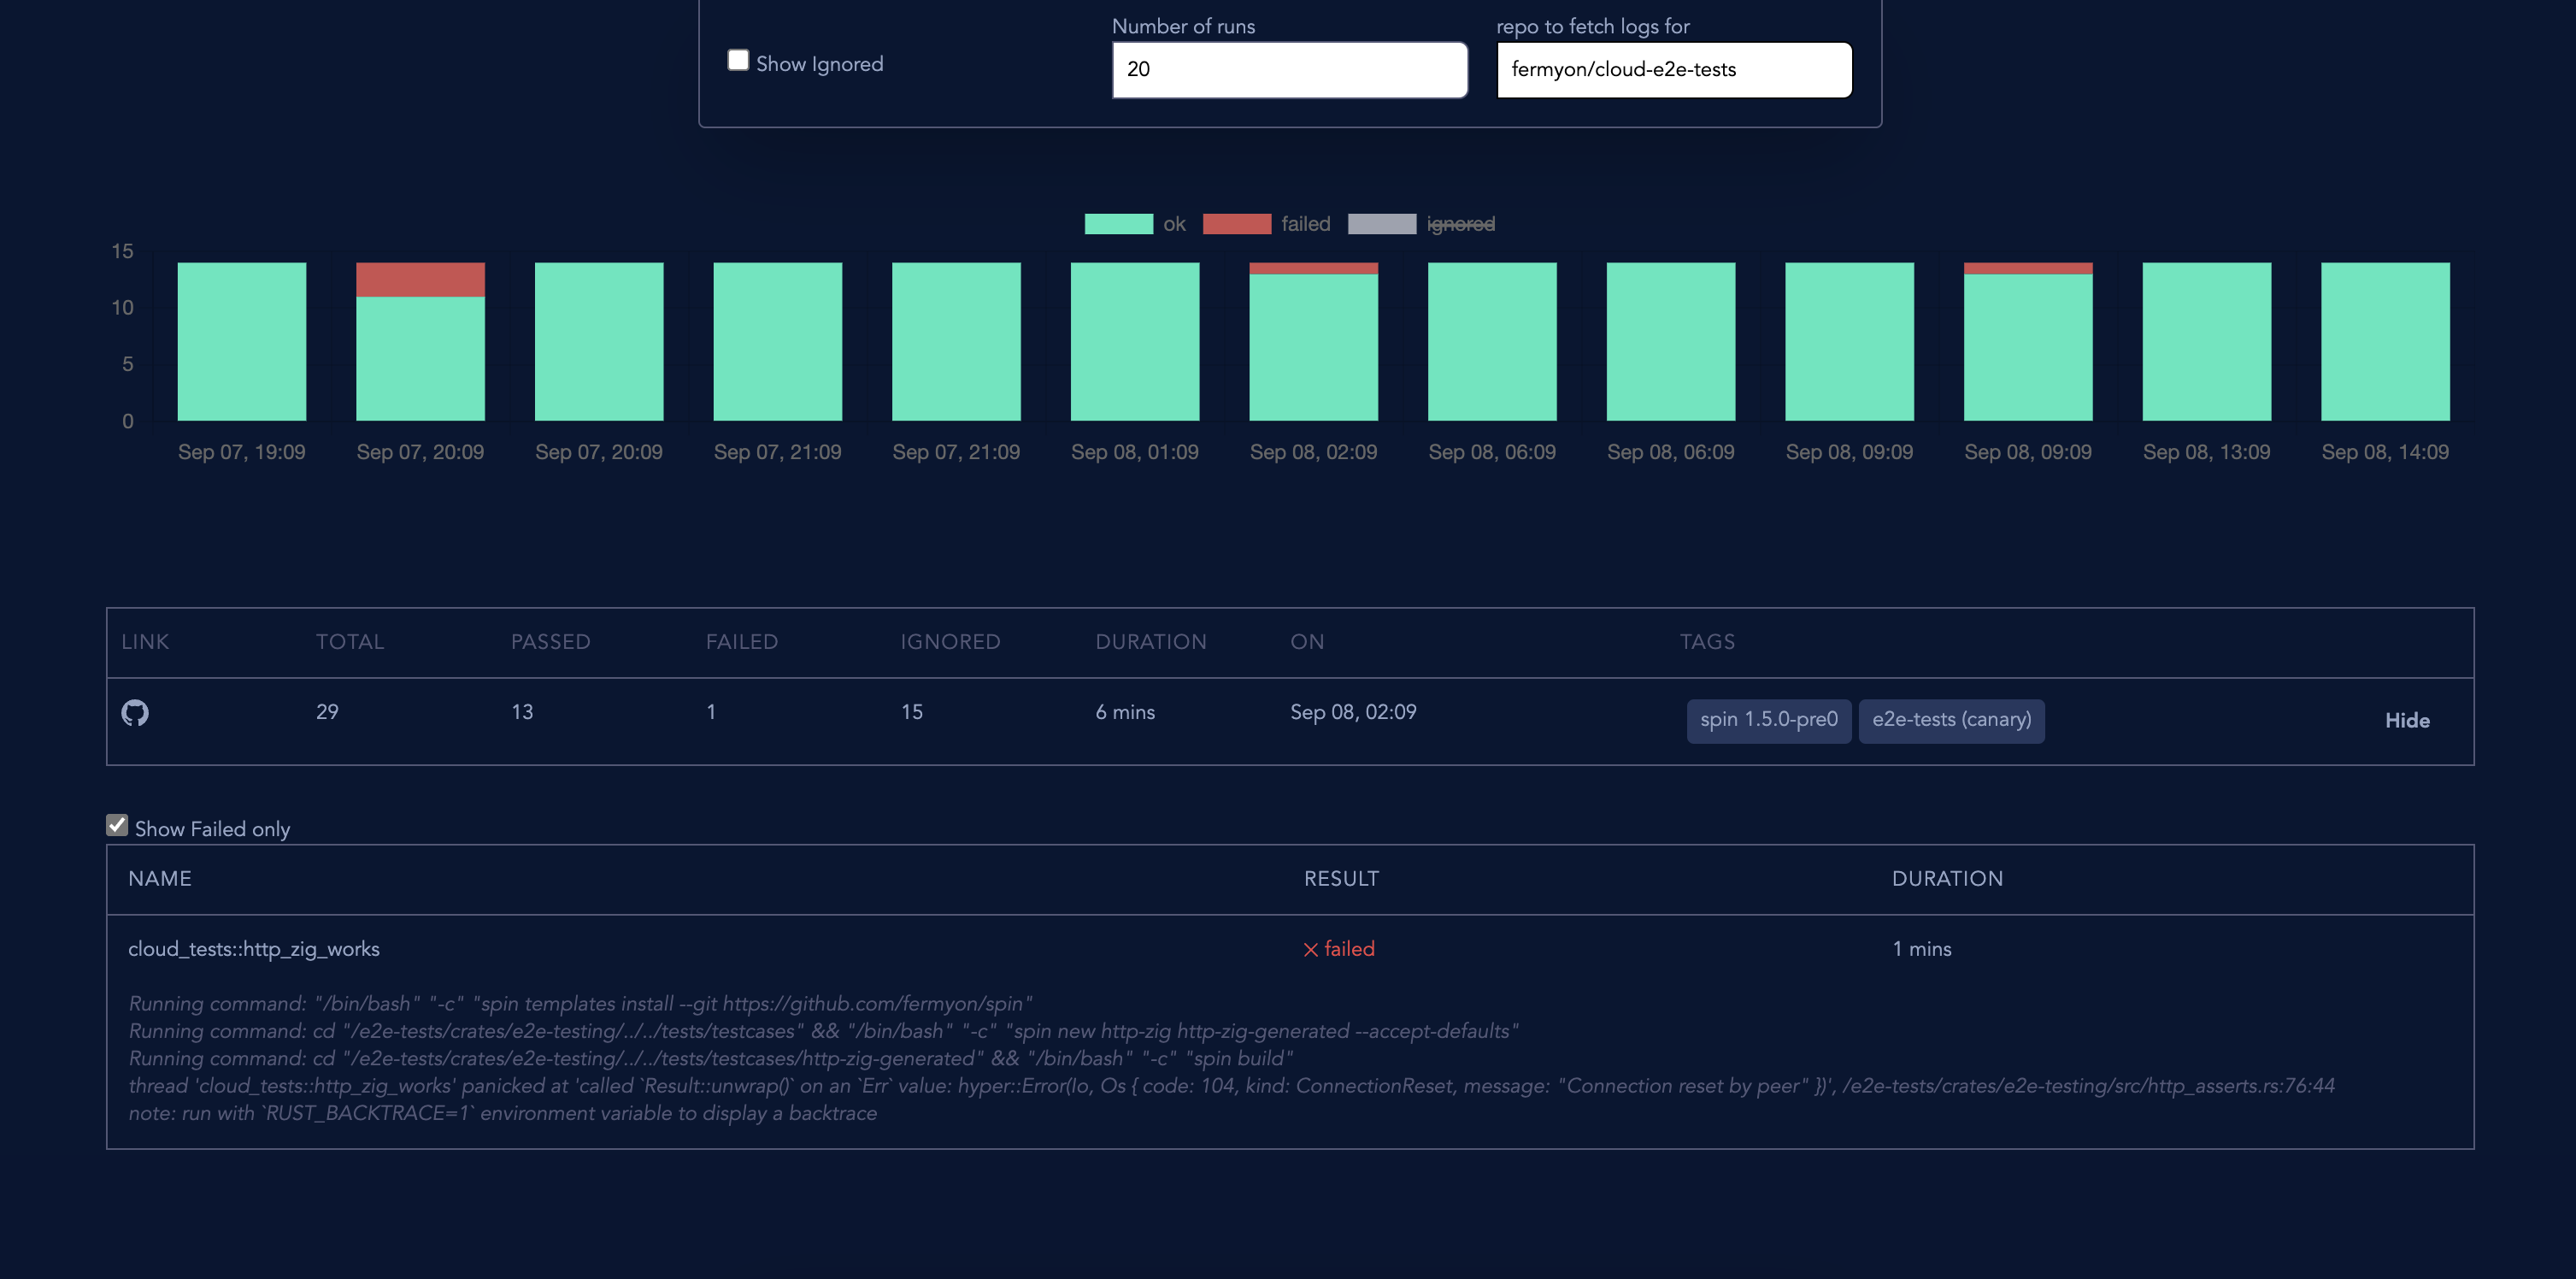 Number of runs
repo to fetch logs for
Show Ignored
20
fermyon/cloud-e2e-tests
ok failed ignored
15
10
5
0
Sep 07, 19:09 Sep 07, 20:09 Sep 07, 20:09 Sep 07, 21:09 Sep 07, 21:09 Sep 08, 01:09 Sep 08, 02:09 Sep 08, 06:09 Sep 08, 06:09 Sep 08, 09:09 Sep 08, 09:09 Sep 08, 13:09 Sep 08, 14:09
LINK TOTAL PASSED FAILED IGNORED DURATION ON TAGS
29 13 1 15 6 mins Sep 08, 02:09 spin 1.5.0-pre0 e2e-tests (canary) Hide
Show Failed only
NAME RESULT DURATION
cloud_tests::http_zig_works failed 1 mins
Running command: "/bin/bash" "-c" "spin templates install --git https://github.com/fermyon/spin"
Running command: cd "/e2e-tests/crates/e2e-testing/../../tests/testcases" && "/bin/bash" "-c" "spin new http-zig http-zig-generated --accept-defaults"
Running command: cd "/e2e-tests/crates/e2e-testing/../../tests/testcases/http-zig-generated" && "/bin/bash" "-c" "spin build"
thread 'cloud_tests::http_zig_works' panicked at 'called `Result::unwrap()` on an `Err` value: hyper::Error(Io, Os { code: 104, kind: ConnectionReset, message: "Connection reset by peer" })', /e2e-tests/crates/e2e-testing/src/http_asserts.rs:76:44
note: run with `RUST_BACKTRACE=1` environment variable to display a backtrace